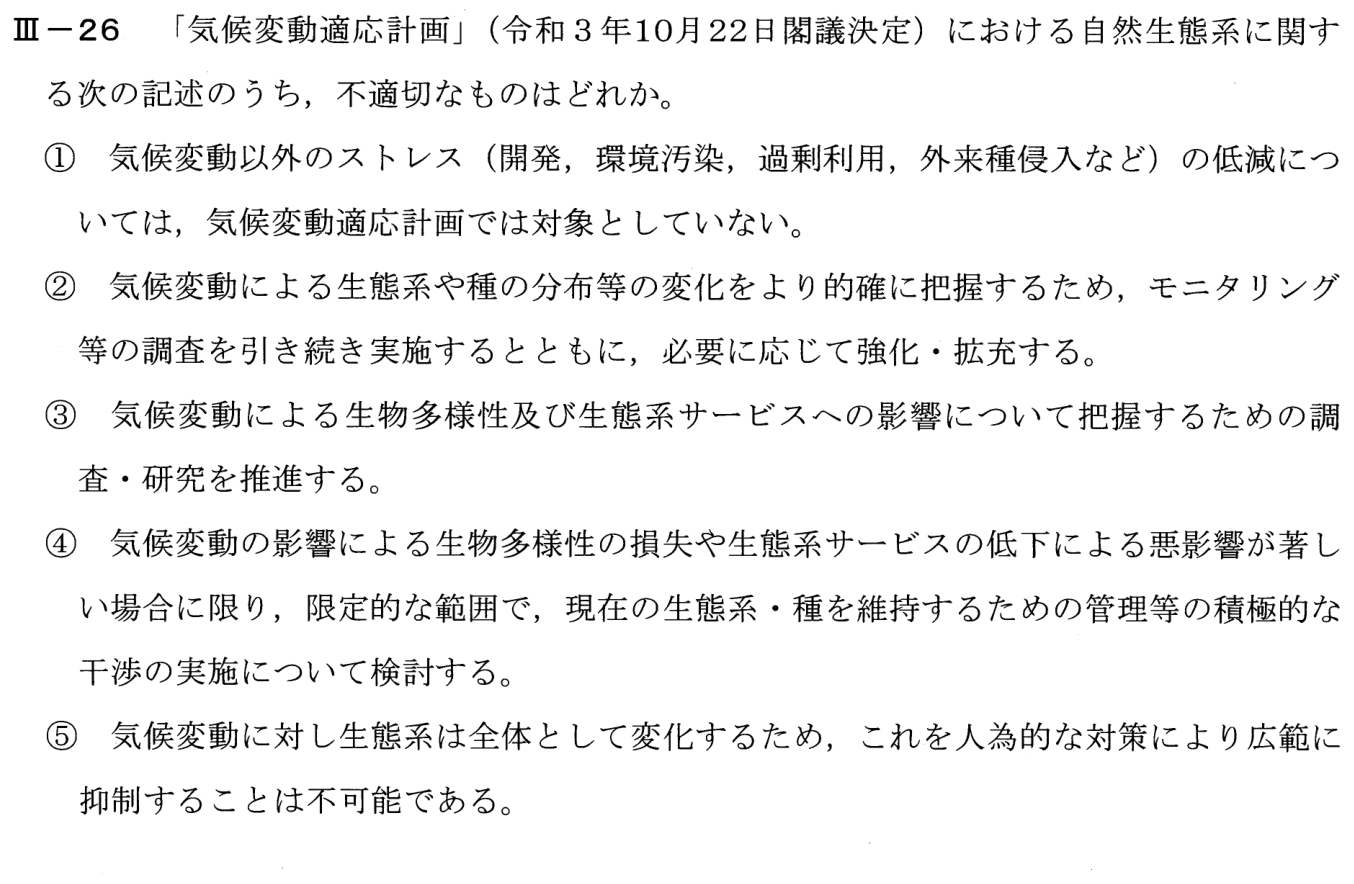 Ⅲ－26　「気候変動適応計画」（令和３年10月22日閣議決定）における自然生態系に関す
る次の記述のうち，不適切なものはどれか。
①　気候変動以外のストレス（開発，環境汚染，過剰利用，外来種侵入など）の低減につ
いては，気候変動適応計画では対象としていない。
②　気候変動による生態系や種の分布等の変化をより的確に把握するため，モニタリング
等の調査を引き続き実施するとともに，必要に応じて強化・拡充する。
③　気候変動による生物多様性及び生態系サービスへの影響について把握するための調
査・研究を推進する。
④　気候変動の影響による生物多様性の損失や生態系サービスの低下による悪影響が著し
い場合に限り，限定的な範囲で，現在の生態系・種を維持するための管理等の積極的な
干渉の実施について検討する。
⑤　気候変動に対し生態系は全体として変化するため，これを人為的な対策により広範に
抑制することは不可能である。